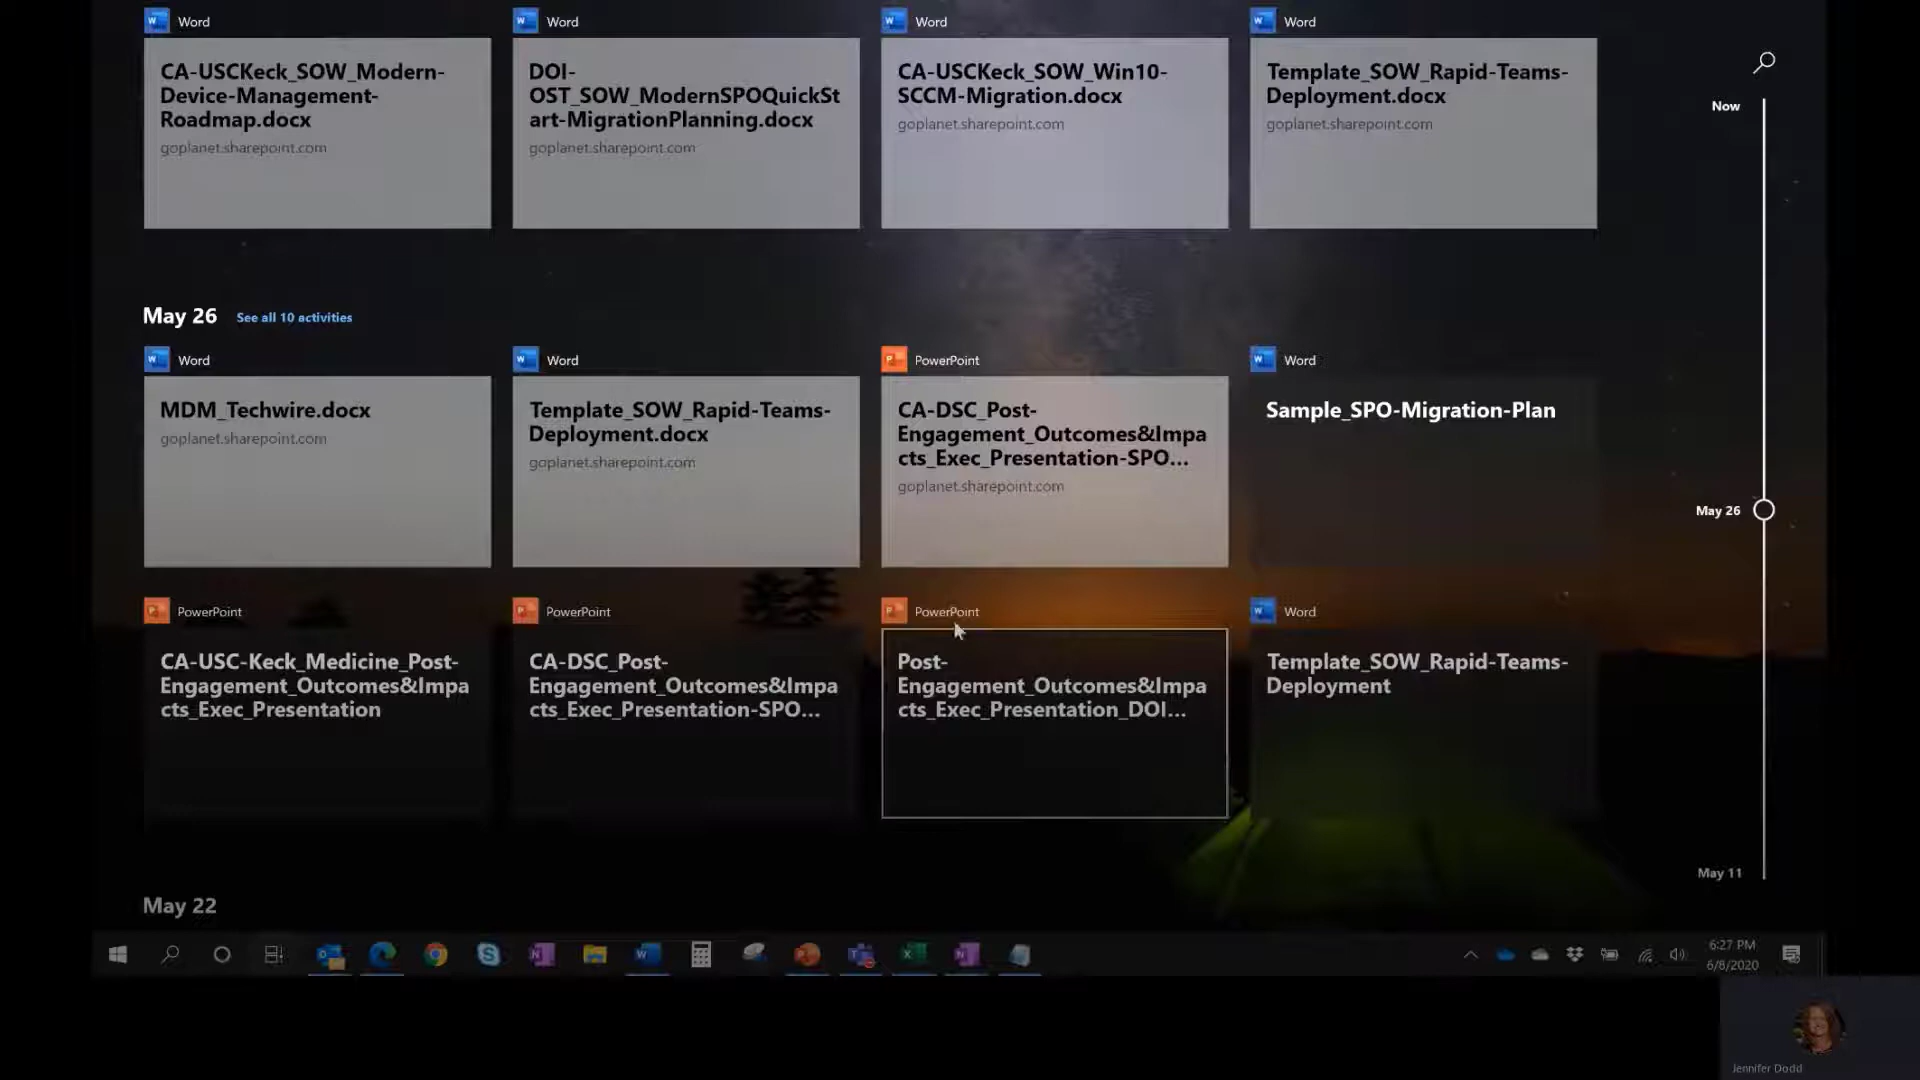 Word
Word
Word
Word
CA-USCKeck_SOW_Modern-
Device-Management-
Roadmap.docx
goplanet.sharepoint.com
DOI-
OST_SOW_ModernSPOQuickSt
art-MigrationPlanning.docx
goplanet.sharepoint.com
CA-USCKeck_SOW_Win10-
SCCM-Migration.docx
goplanet.sharepoint.com
Template_SOW_Rapid-Teams-
Deployment.docx
goplanet.sharepoint.com
Now
May 26 See all 10 activities
Word
Word
PowerPoint
Word
MDM_Techwire.docx
goplanet.sharepoint.com
Template_SOW_Rapid-Teams-
Deployment.docx
goplanet.sharepoint.com
CA-DSC_Post-
Engagement_Outcomes&Impa
cts_Exec_Presentation-SPO...
goplanet.sharepoint.com
Sample_SPO-Migration-Plan
May 26
PowerPoint
PowerPoint
PowerPoint
Word
CA-USC-Keck_Medicine_Post-
Engagement_Outcomes&Impa
cts_Exec_Presentation
CA-DSC_Post-
Engagement_Outcomes&Impa
cts_Exec_Presentation-SPO...
Post-
Engagement_Outcomes&Impa
cts_Exec_Presentation_DOI...
Template_SOW_Rapid-Teams-
Deployment
May 11
May 22
6:27 PM
6/8/2020
Jennifer Dodd